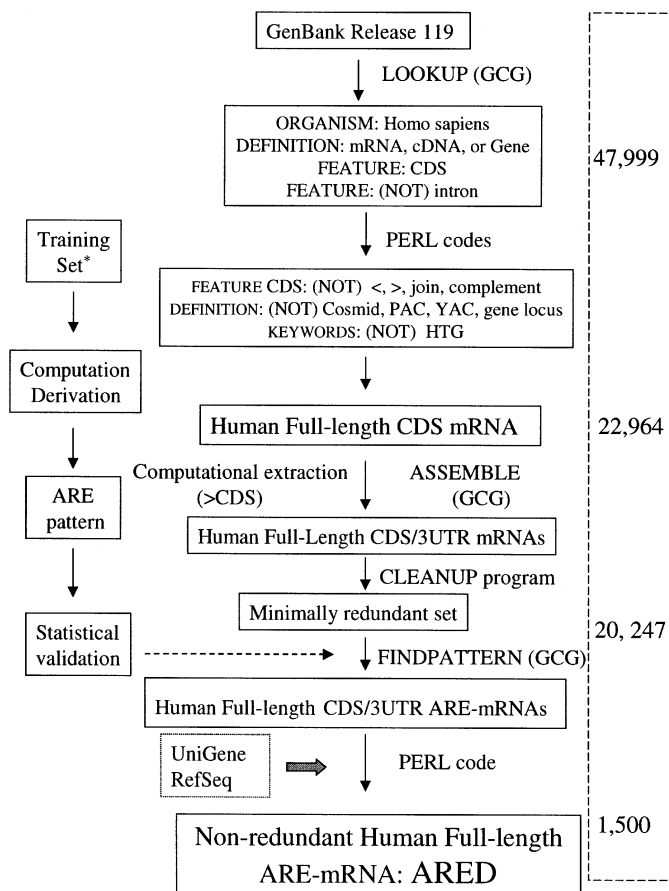 GenBank Release 119
LOOKUP (GCG)
ORGANISM: Homo sapiens
DEFINITION: mRNA, cDNA, or Gene
FEATURE: CDS
FEATURE: (NOT) intron
47,999
PERL codes
Training
Set*
FEATURE CDS: (NOT) <, >, join, complement
DEFINITION: (NOT) Cosmid, PAC, YAC, gene locus
KEYWORDS: (NOT) HTG
Computation
Derivation
Human Full-length CDS mRNA
22,964
Computational extraction
(>CDS)
ASSEMBLE
(GCG)
ARE
pattern
Human Full-Length CDS/3UTR mRNAs
CLEANUP program
Minimally redundant set
20, 247
Statistical
validation
FINDPATTERN (GCG)
Human Full-length CDS/3UTR ARE-mRNAs
UniGene
RefSeq
PERL code
1,500
Non-redundant Human Full-length
ARE-mRNA: ARED